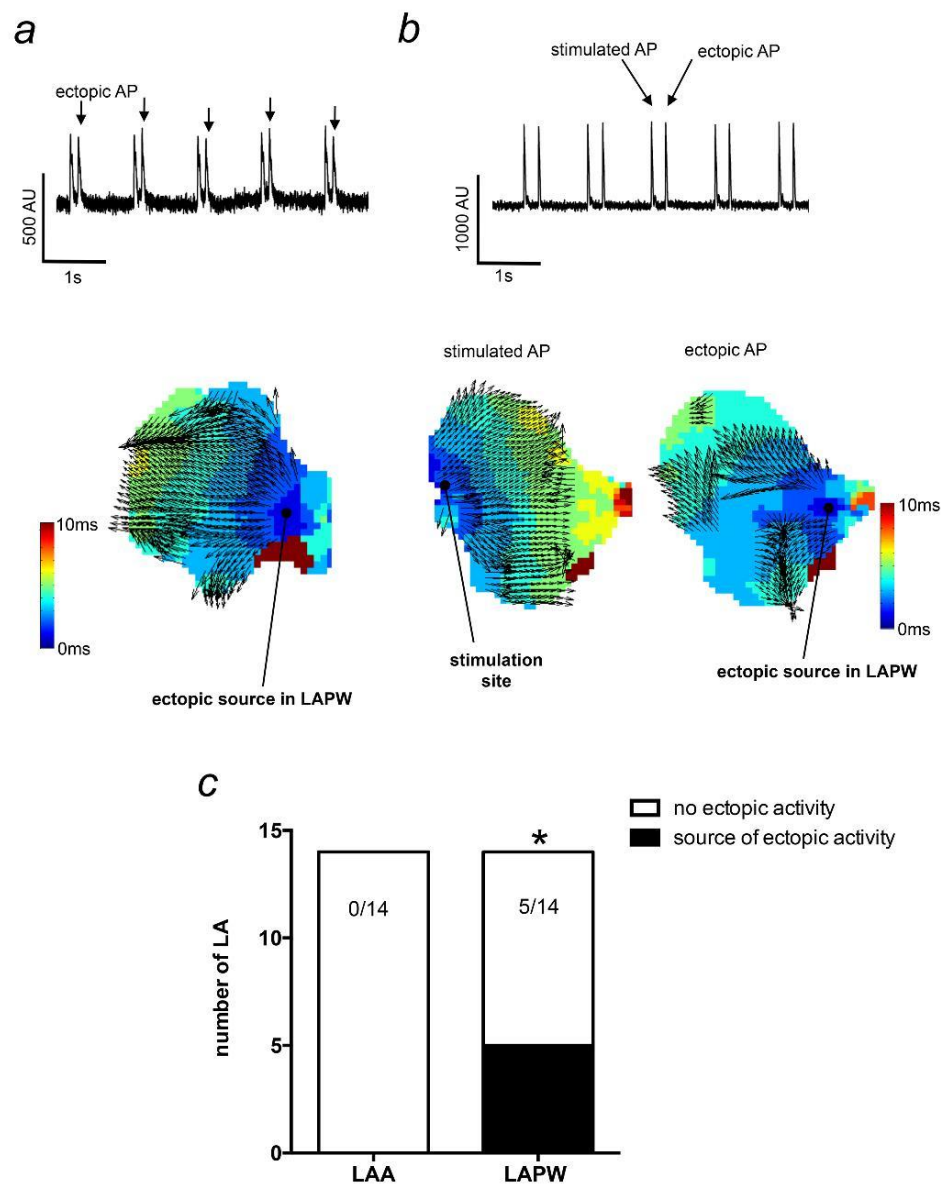 a
ectopic AP
500 AU
1s
b
stimulated AP
ectopic AP
1000 AU
1s
10ms
0ms
ectopic source in LAPW
stimulated AP
stimulation
site
ectopic AP
10ms
0ms
ectopic source in LAPW
c
no ectopic activity
source of ectopic activity
number of LA
15
10
5
0
0/14
*
5/14
LAA
LAPW